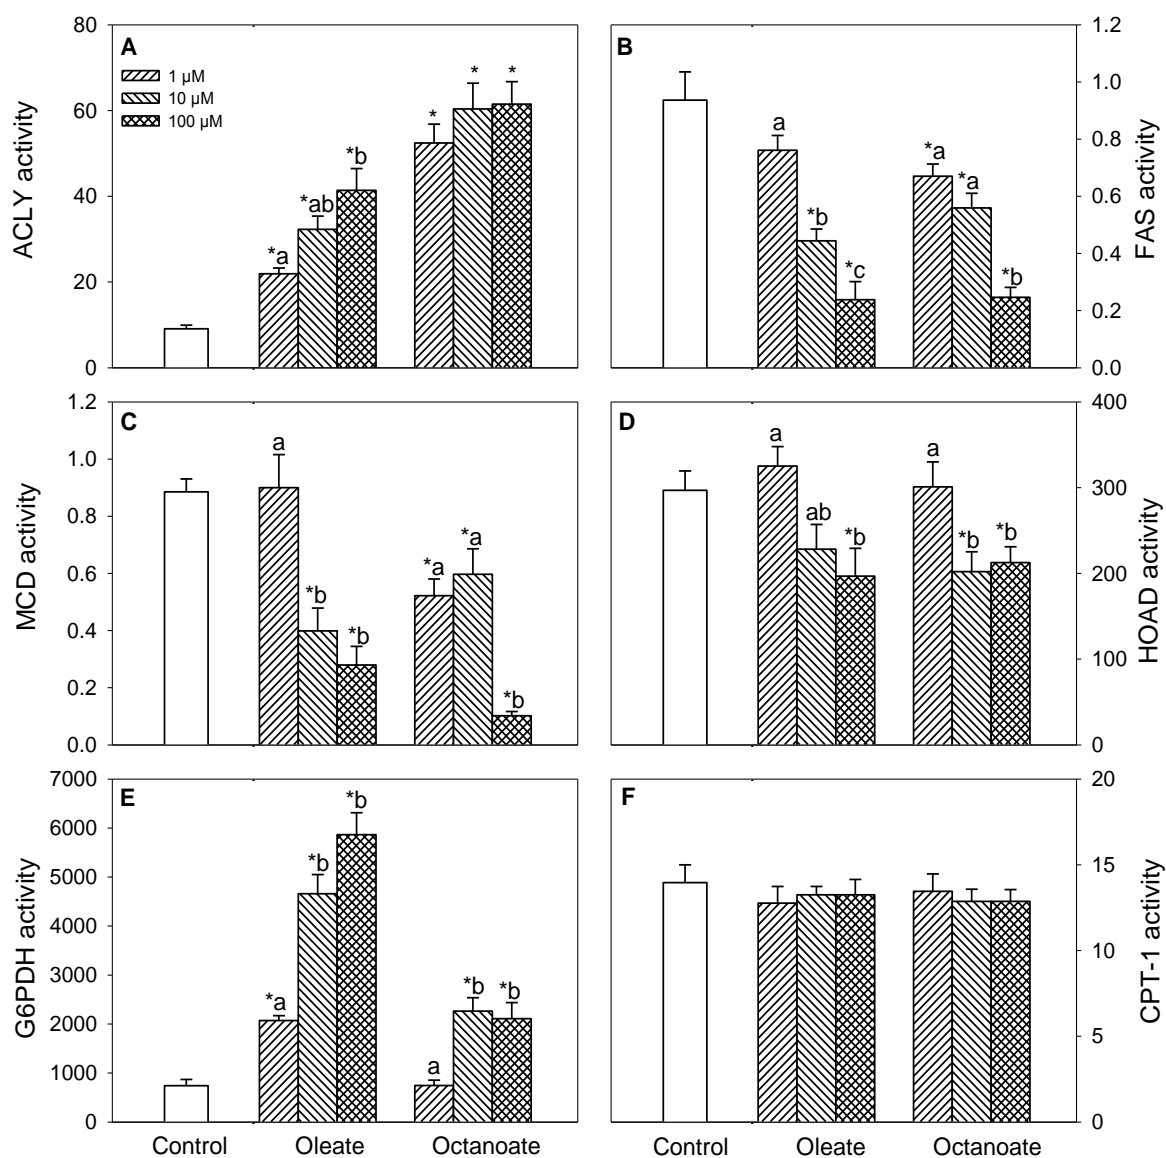 A
1 µM
10 µM
100 µM
ACLY activity
80
60
40
20
0
*a
*ab
*b
*
*
*
B
FAS activity
1.2
1.0
0.8
0.6
0.4
0.2
0.0
a
*b
*c
*a
*a
*b
C
MCD activity
1.2
1.0
0.8
0.6
0.4
0.2
0.0
a
*b
*b
*a
*a
*b
D
HOAD activity
400
300
200
100
0
a
ab
*b
a
*b
*b
E
G6PDH activity
7000
6000
5000
4000
3000
2000
1000
0
*a
*b
*b
a
*b
*b
Control Oleate Octanoate
F
CPT-1 activity
20
15
10
5
0
Control Oleate Octanoate